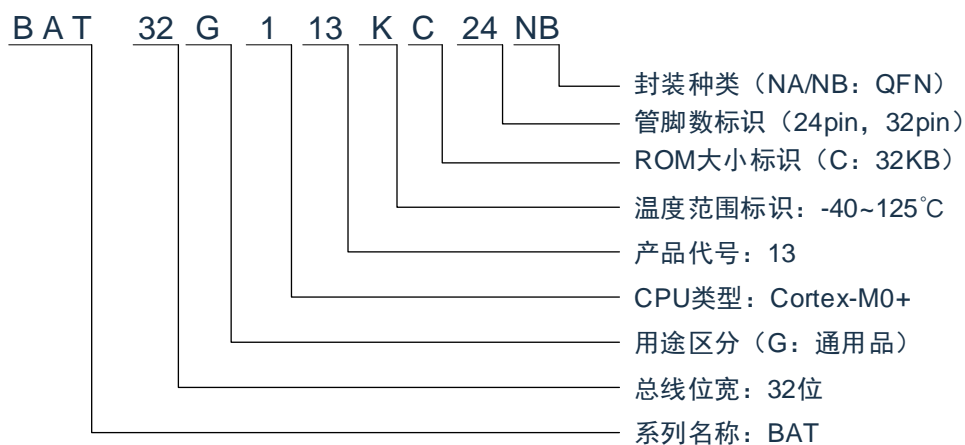 BAT 32 G 1 13 K C 24 NB
封装种类（NA/NB：QFN）
管脚数标识（24pin，32pin）
ROM大小标识（C：32KB）
温度范围标识：-40~125℃
产品代号：13
CPU类型：Cortex-M0+
用途区分（G：通用品）
总线位宽：32位
系列名称：BAT